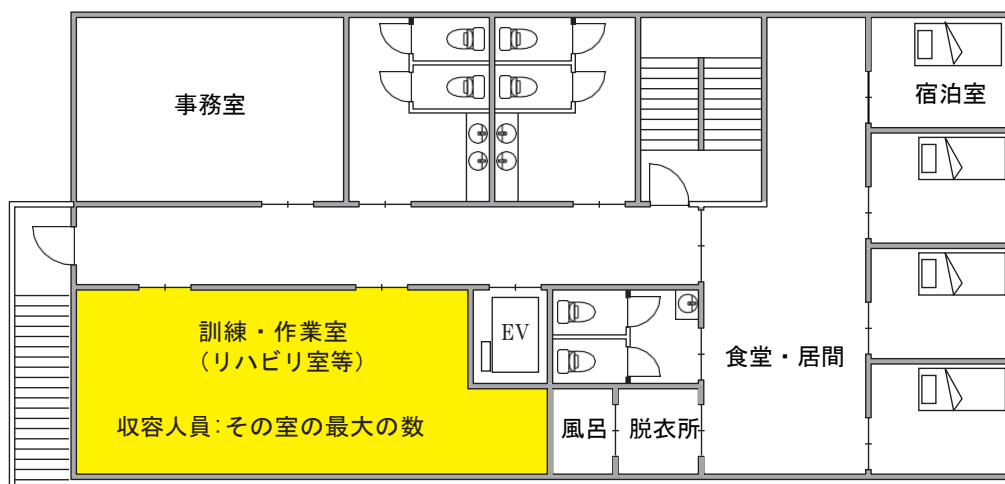 事務室
宿泊室
訓練・作業室
（リハビリ室等）
EV
食堂・居間
収容人員:その室の最大の数
風呂
脱衣所